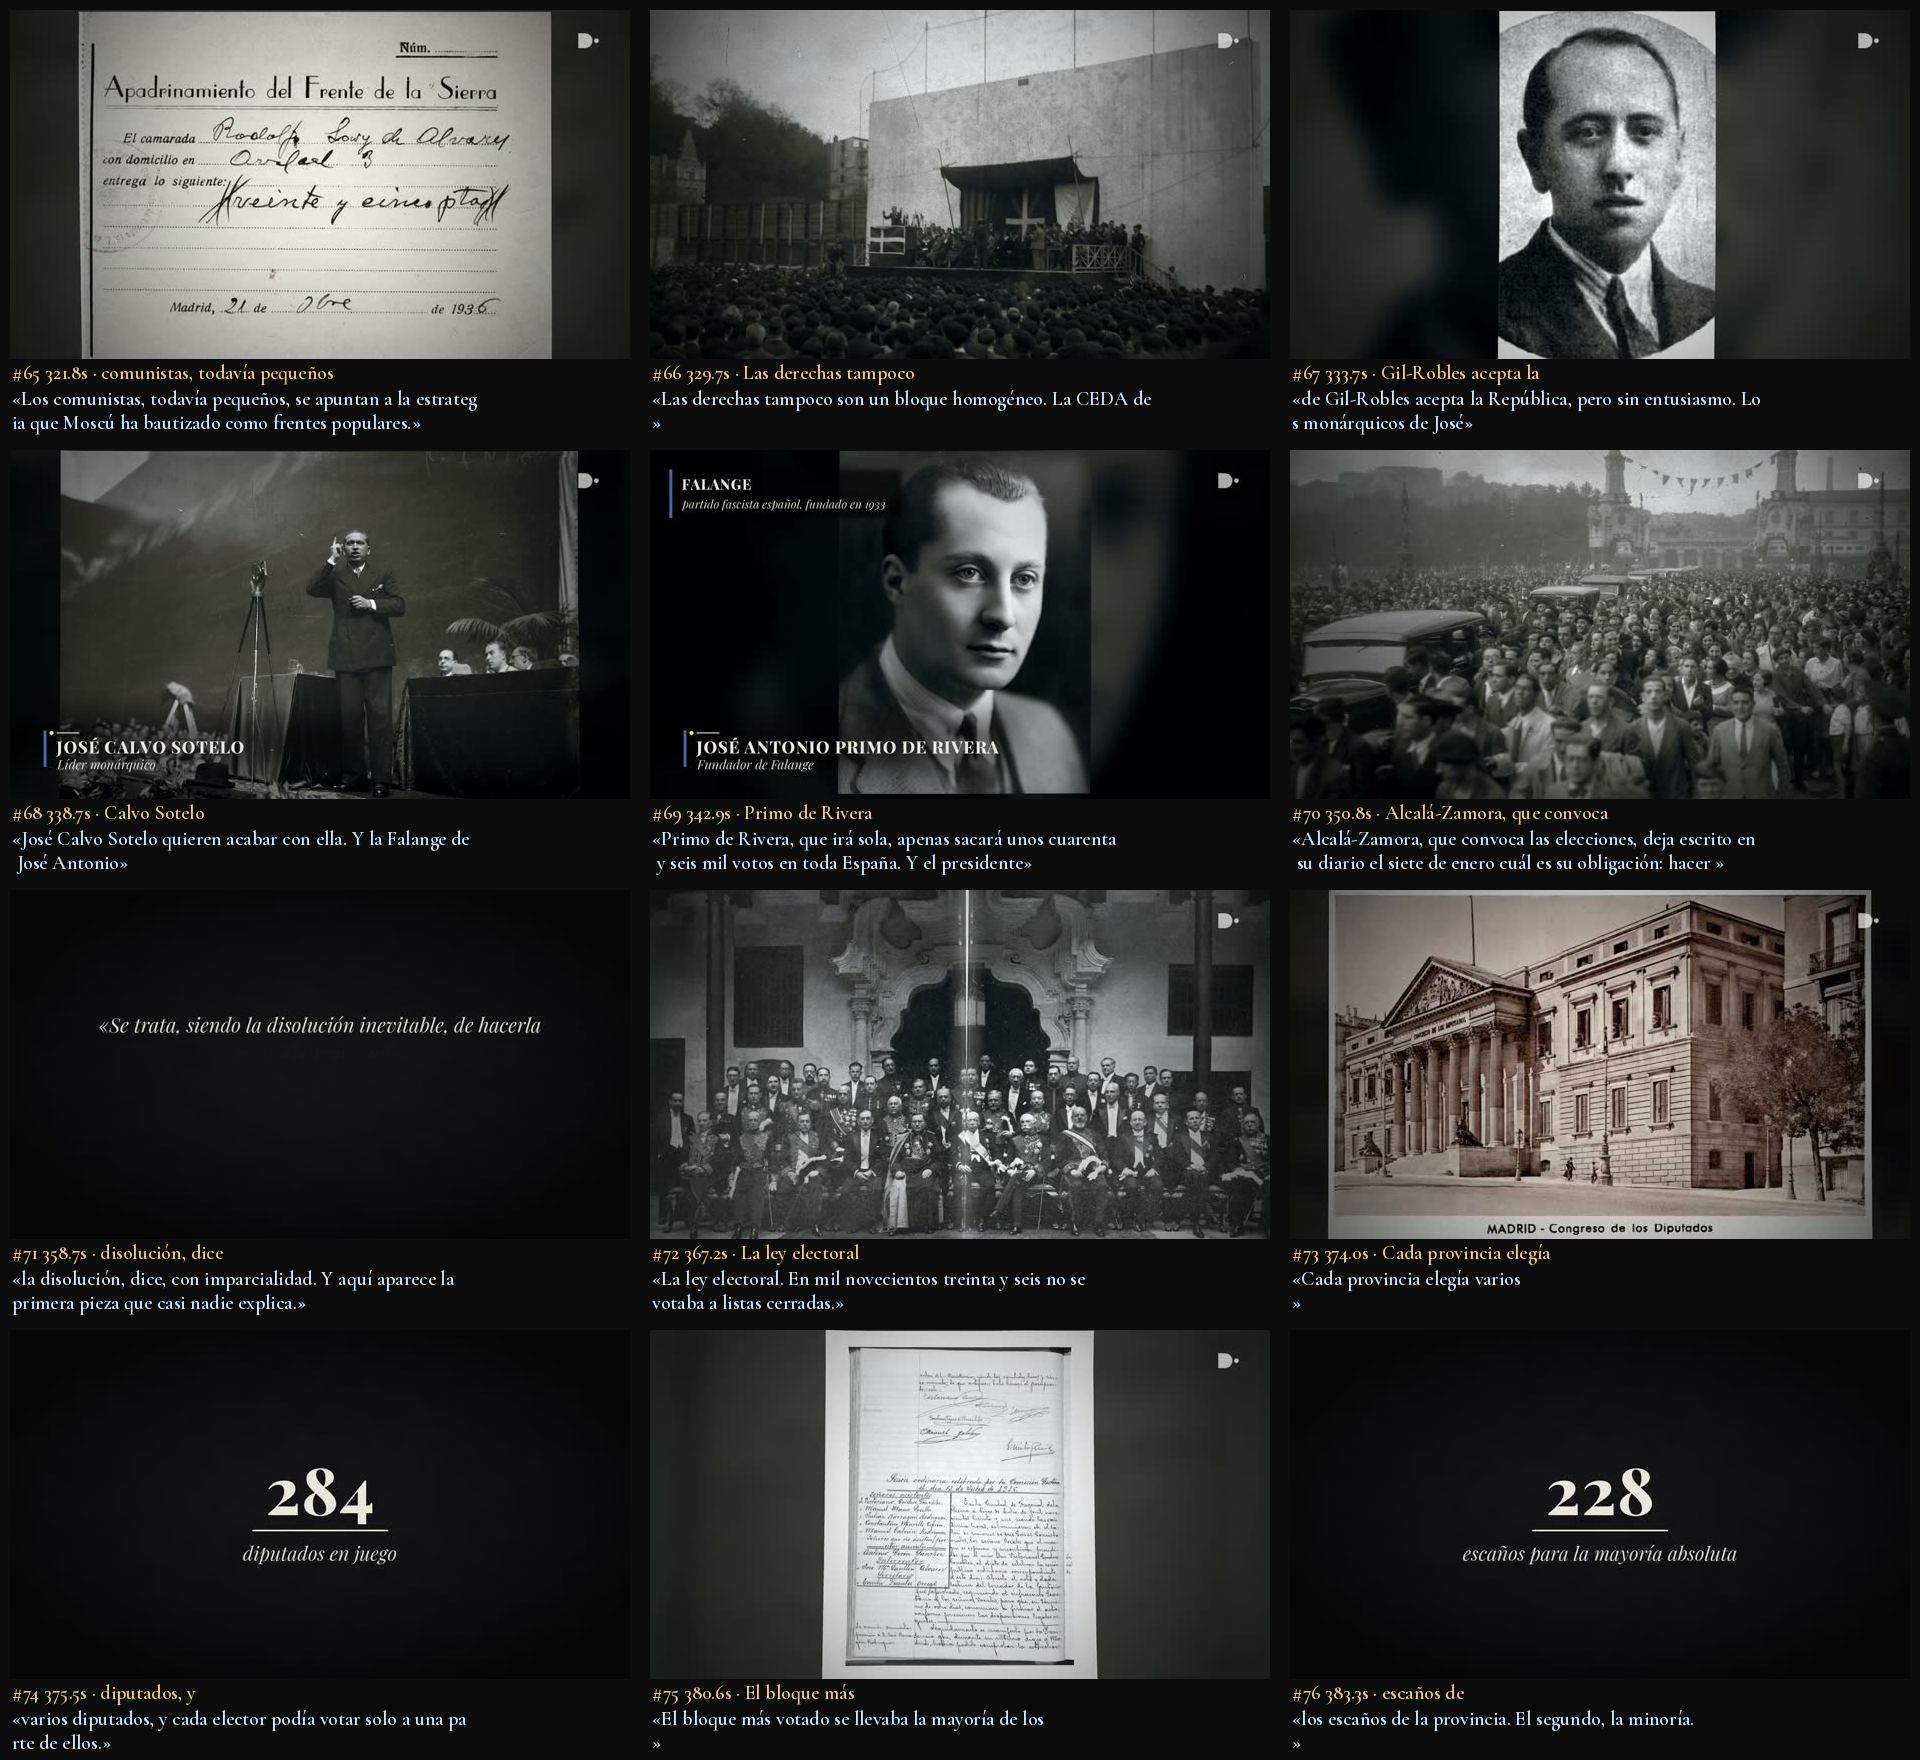 Núm.
Apadrinamiento del Frente de la Sierra
El camarada Rodolfo Lowy de Alvarez
con domicilio en
entrega lo siguiente:
veinte y cinco ptas
Madrid, 21 de 8bre de 1936
#65 321.8s · comunistas, todavía pequeños
«Los comunistas, todavía pequeños, se apuntan a la estrateg
ia que Moscú ha bautizado como frentes populares.»
#66 329.7s · Las derechas tampoco
«Las derechas tampoco son un bloque homogéneo. La CEDA de
»
#67 333.7s · Gil-Robles acepta la
«de Gil-Robles acepta la República, pero sin entusiasmo. Lo
s monárquicos de José»
JOSÉ CALVO SOTELO
Líder monárquico
#68 338.7s · Calvo Sotelo
«José Calvo Sotelo quieren acabar con ella. Y la Falange de
José Antonio»
FALANGE
partido fascista español, fundado en 1933
JOSÉ ANTONIO PRIMO DE RIVERA
Fundador de Falange
#69 342.9s · Primo de Rivera
«Primo de Rivera, que irá sola, apenas sacará unos cuarenta
y seis mil votos en toda España. Y el presidente»
#70 350.8s · Alcalá-Zamora, que convoca
«Alcalá-Zamora, que convoca las elecciones, deja escrito en
su diario el siete de enero cuál es su obligación: hacer »
«Se trata, siendo la disolución inevitable, de hacerla
#71 358.7s · disolución, dice
«la disolución, dice, con imparcialidad. Y aquí aparece la
primera pieza que casi nadie explica.»
#72 367.2s · La ley electoral
«La ley electoral. En mil novecientos treinta y seis no se
votaba a listas cerradas.»
MADRID - Congreso de los Diputados
#73 374.0s · Cada provincia elegía
«Cada provincia elegía varios
»
284
diputados en juego
#74 375.5s · diputados, y
«varios diputados, y cada elector podía votar solo a una pa
rte de ellos.»
#75 380.6s · El bloque más
«El bloque más votado se llevaba la mayoría de los
»
228
escaños para la mayoría absoluta
#76 383.3s · escaños de
«los escaños de la provincia. El segundo, la minoría.
»